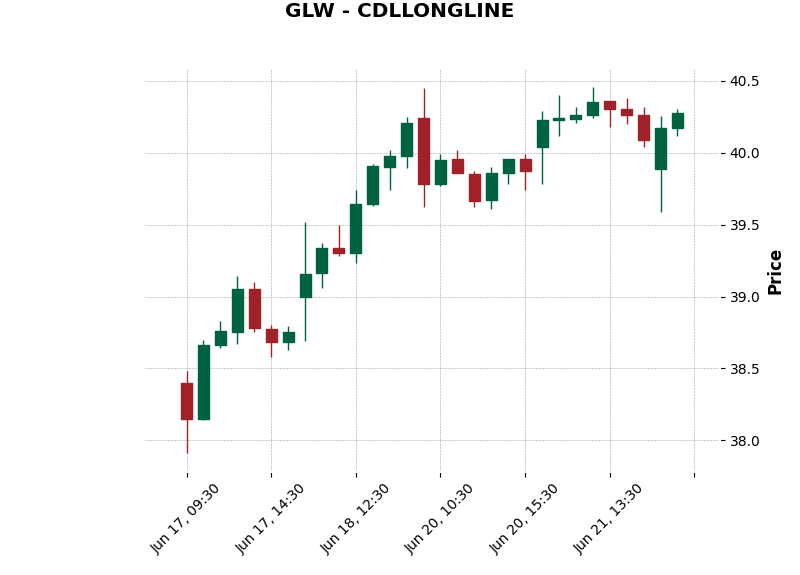 GLW - CDLLONGLINE
40.5
40.0
39.5
39.0
38.5
38.0
Price
Jun 17, 09:30
Jun 17, 14:30
Jun 18, 12:30
Jun 20, 10:30
Jun 20, 15:30
Jun 21, 13:30